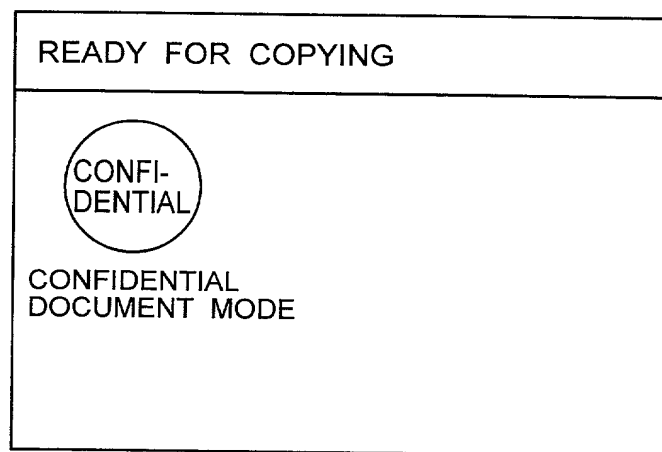 READY FOR COPYING
CONFI-
DENTIAL
CONFIDENTIAL
DOCUMENT MODE